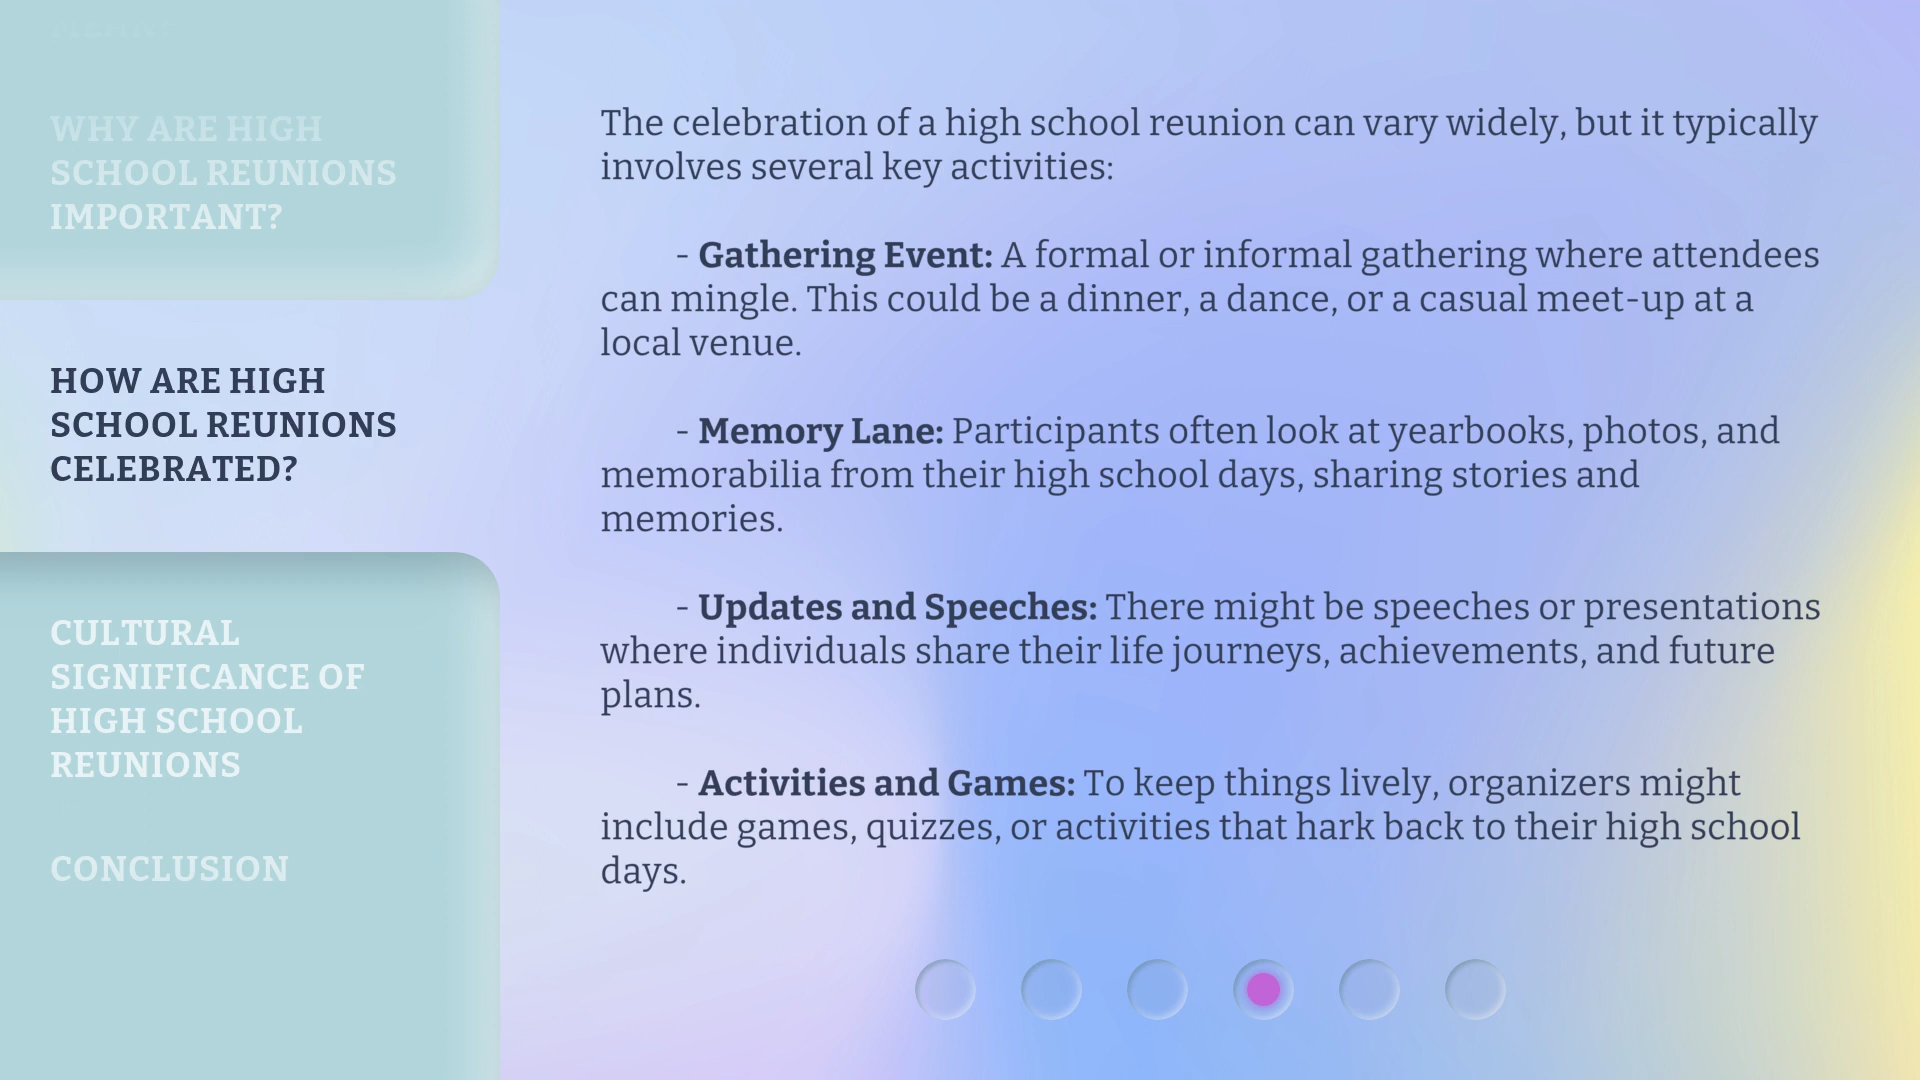 WHY ARE HIGH
SCHOOL REUNIONS
IMPORTANT?
HOW ARE HIGH
SCHOOL REUNIONS
CELEBRATED?
CULTURAL
SIGNIFICANCE OF
HIGH SCHOOL
REUNIONS
CONCLUSION
The celebration of a high school reunion can vary widely, but it typically
involves several key activities:
- Gathering Event: A formal or informal gathering where attendees
can mingle. This could be a dinner, a dance, or a casual meet-up at a
local venue.
- Memory Lane: Participants often look at yearbooks, photos, and
memorabilia from their high school days, sharing stories and
memories.
- Updates and Speeches: There might be speeches or presentations
where individuals share their life journeys, achievements, and future
plans.
- Activities and Games: To keep things lively, organizers might
include games, quizzes, or activities that hark back to their high school
days.